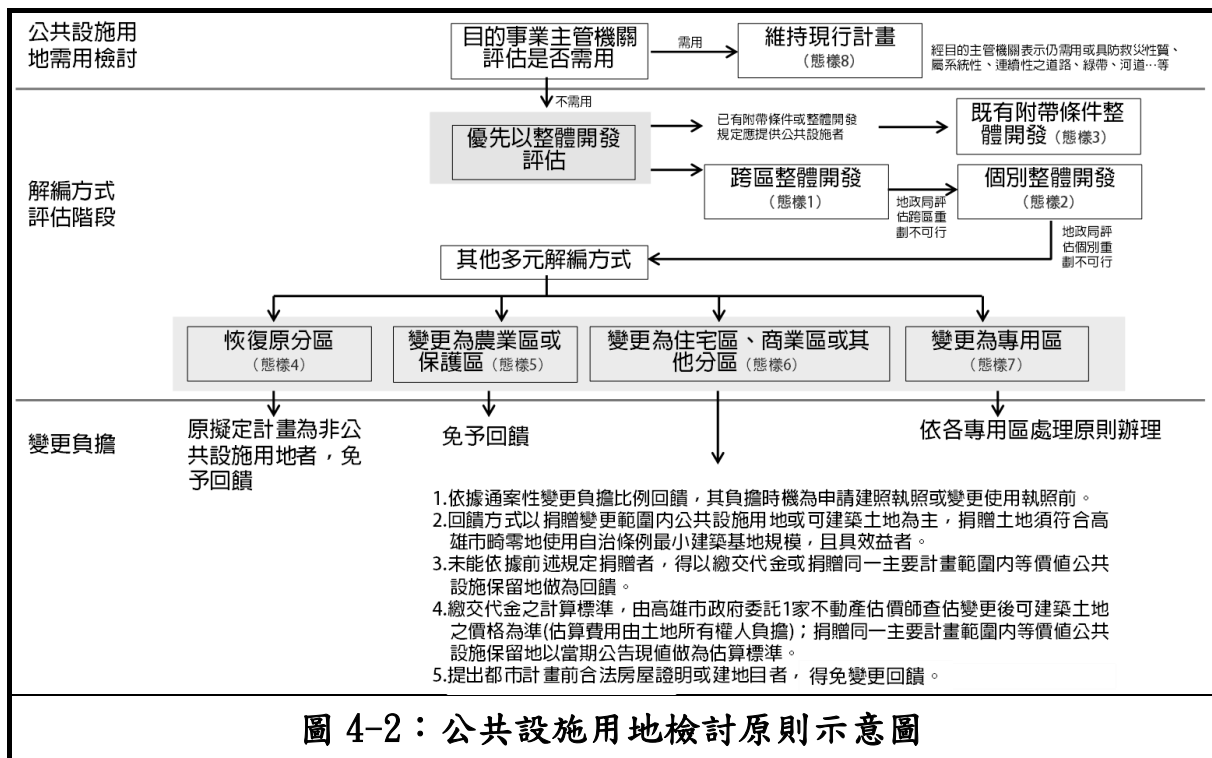 公共設施用
地需用檢討
目的事業主管機關
評估是否需用
需用
維持現行計畫
(態樣8)
經目的主管機關表示仍需用或具防救災性質、
屬系統性、連續性之道路、綠帶、河道…等
不需用
解編方式
評估階段
優先以整體開發
評估
已有附帶條件或整體開發
規定應提供公共設施者
既有附帶條件整
體開發(態樣3)
跨區整體開發
(態樣1)
地政局評
估跨區重
劃不可行
個別整體開發
(態樣2)
地政局評
估個別重
劃不可行
其他多元解編方式
恢復原分區
(態樣4)
變更為農業區或
保護區(態樣5)
變更為住宅區、商業區或其
他分區(態樣6)
變更為專用區
(態樣7)
變更負擔
原擬定計畫為非公
共設施用地者,免
予回饋
免予回饋
依各專用區處理原則辦理
1.依據通案性變更負擔比例回饋,其負擔時機為申請建照執照或變更使用執照前。
2.回饋方式以捐贈變更範圍內公共設施用地或可建築土地為主,捐贈土地須符合高
雄市畸零地使用自治條例最小建築基地規模,且具效益者。
3.未能依據前述規定捐贈者,得以繳交代金或捐贈同一主要計畫範圍內等價值公共
設施保留地做為回饋。
4.繳交代金之計算標準,由高雄市政府委託1家不動產估價師查估變更後可建築土地
之價格為準(估算費用由土地所有權人負擔);捐贈同一主要計畫範圍內等價值公共
設施保留地以當期公告現值做為估算標準。
5.提出都市計畫前合法房屋證明或建地目者,得免變更回饋。
圖 4-2:公共設施用地檢討原則示意圖